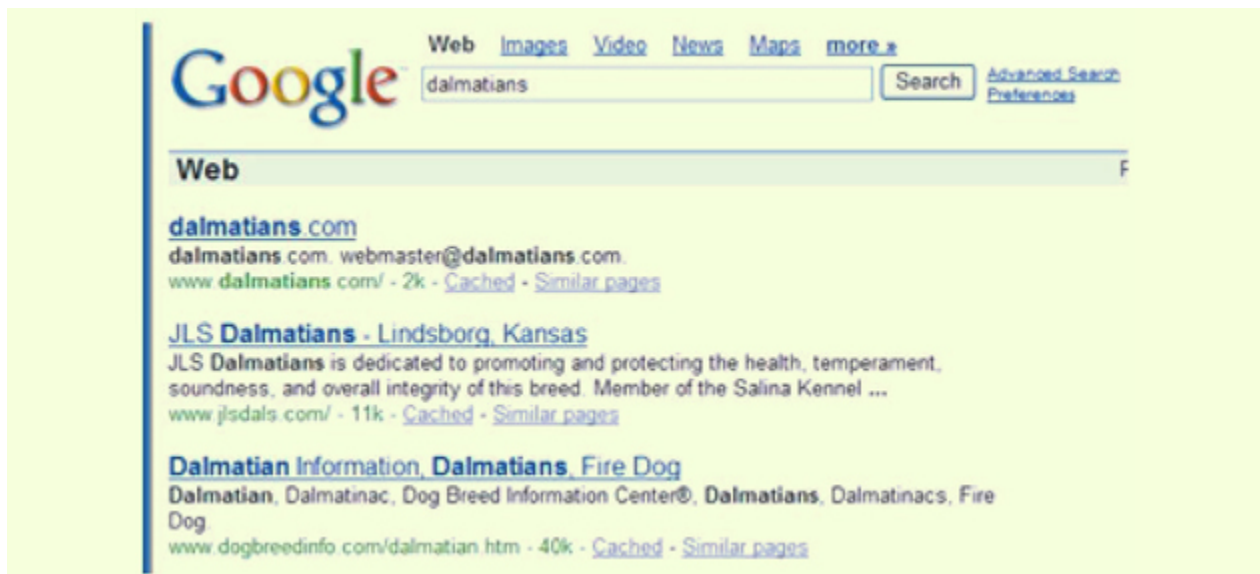 Web Images Video News Maps more »
Google
dalmatians Search Advanced Search
Preferences
Web
dalmatians.com
dalmatians.com. webmaster@dalmatians.com.
www.dalmatians.com/ - 2k - Cached - Similar pages
JLS Dalmatians - Lindsborg, Kansas
JLS Dalmatians is dedicated to promoting and protecting the health, temperament,
soundness, and overall integrity of this breed. Member of the Salina Kennel ...
www.jlsdals.com/ - 11k - Cached - Similar pages
Dalmatian Information, Dalmatians, Fire Dog
Dalmatian, Dalmatinac, Dog Breed Information Center®, Dalmatians, Dalmatinacs, Fire
Dog.
www.dogbreedinfo.com/dalmatian.htm - 40k - Cached - Similar pages